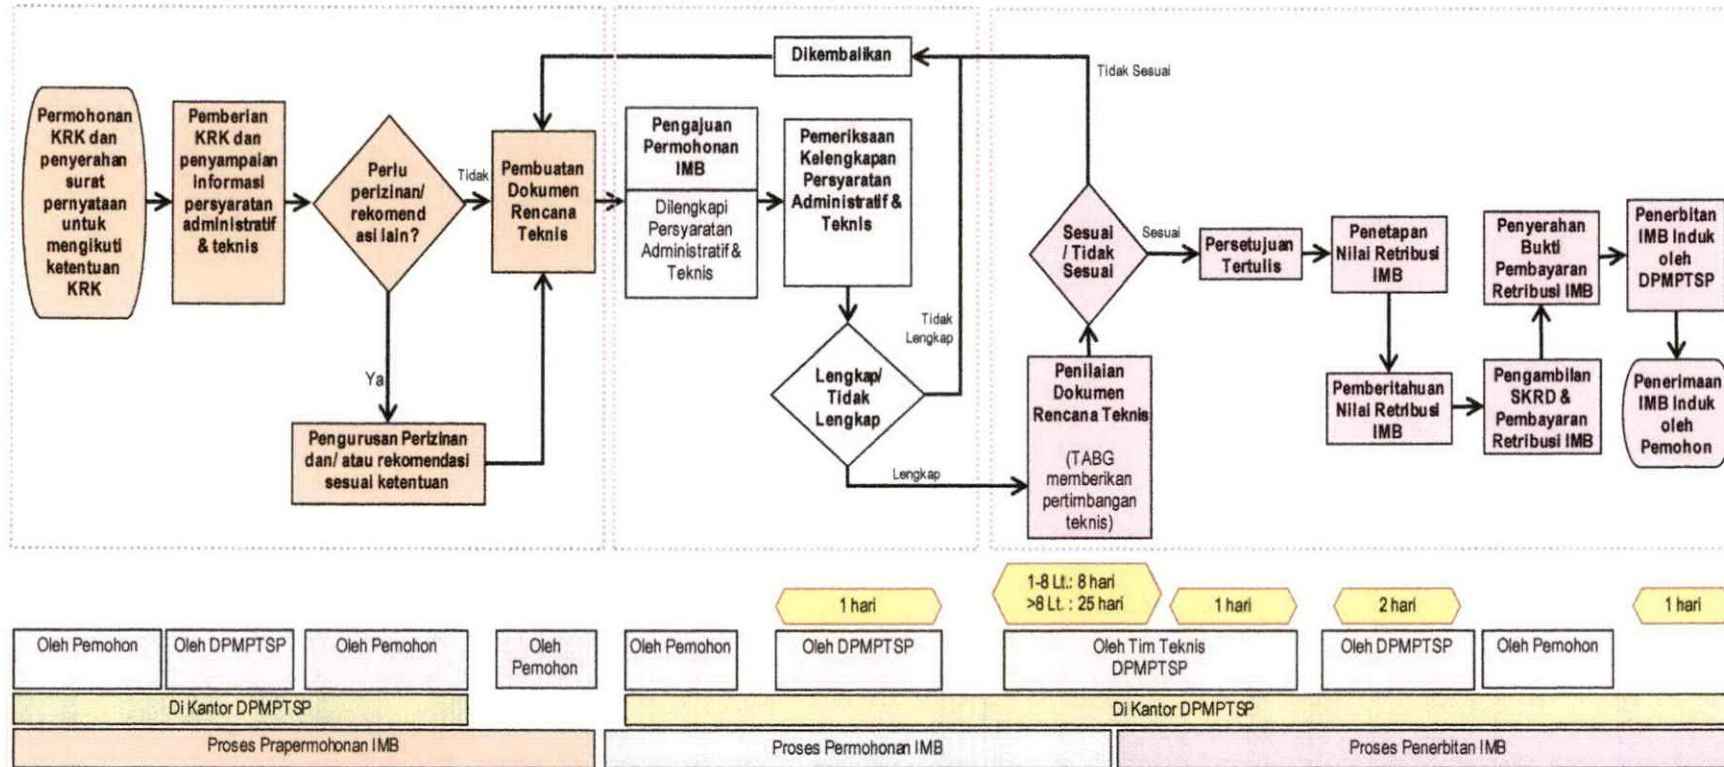 Permohonan
KRK dan
penyerahan
surat
pernyataan
untuk
mengikuti
ketentuan
KRK
Pemberian
KRK dan
penyampaian
informasi
persyaratan
administratif
& teknis
Perlu
perizinan/
rekomend
asi lain?
Tidak
Ya
Pengurusan Perizinan
dan/ atau rekomendasi
sesuai ketentuan
Pembuatan
Dokumen
Rencana
Teknis
Dikembalikan
Pengajuan
Permohonan
IMB
Dilengkapi
Persyaratan
Administratif &
Teknis
Pemeriksaan
Kelengkapan
Persyaratan
Administratif &
Teknis
Tidak
Lengkap
Lengkap/
Tidak
Lengkap
Lengkap
Tidak Sesuai
Sesuai
/ Tidak
Sesuai
Sesuai
Penilaian
Dokumen
Rencana Teknis
(TABG
memberikan
pertimbangan
teknis)
Persetujuan
Tertulis
Penetapan
Nilai Retribusi
IMB
Pemberitahuan
Nilai Retribusi
IMB
Penyerahan
Bukti
Pembayaran
Retribusi IMB
Pengambilan
SKRD &
Pembayaran
Retribusi IMB
Penerbitan
IMB Induk
oleh
DPMPTSP
Penerimaan
IMB Induk
oleh
Pemohon
1 hari
1-8 Lt.: 8 hari
>8 Lt. : 25 hari
1 hari
2 hari
1 hari
Oleh Pemohon
Oleh DPMPTSP
Oleh Pemohon
Oleh
Pemohon
Oleh Pemohon
Oleh DPMPTSP
Oleh Tim Teknis
DPMPTSP
Oleh DPMPTSP
Oleh Pemohon
Di Kantor DPMPTSP
Di Kantor DPMPTSP
Proses Prapermohonan IMB
Proses Permohonan IMB
Proses Penerbitan IMB